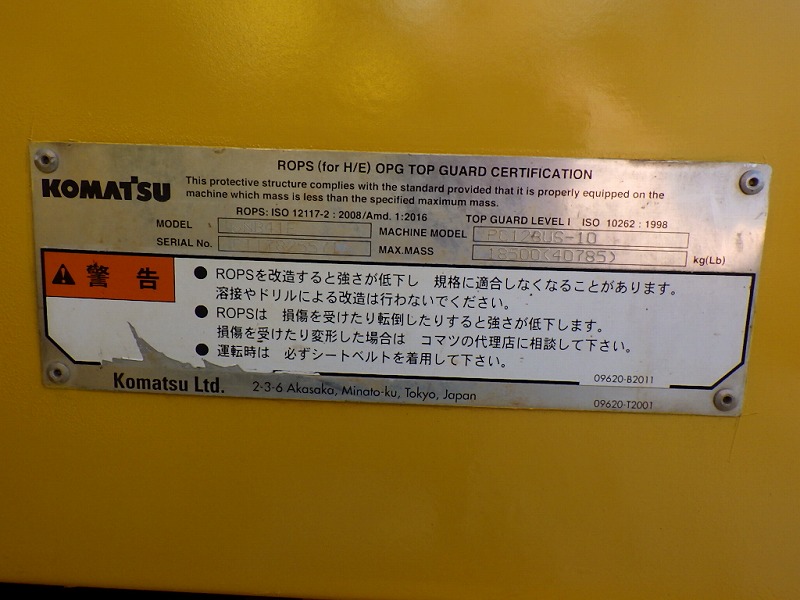 ROPS (for H/E) OPG TOP GUARD CERTIFICATION
KOMATSU
This protective structure complies with the standard provided that it is properly equipped on the
machine which mass is less than the specified maximum mass.
ROPS: ISO 12117-2 : 2008/Amd. 1:2016 TOP GUARD LEVEL I ISO 10262 : 1998
MODEL MACHINE MODEL PC128US-10
SERIAL No. MAX.MASS 18500(40785) kg(Lb)
警告
● ROPSを改造すると強さが低下し 規格に適合しなくなることがあります。
溶接やドリルによる改造は行わないでください。
● ROPSは 損傷を受けたり転倒したりすると強さが低下します。
損傷を受けたり変形した場合は コマツの代理店に相談して下さい。
● 運転時は 必ずシートベルトを着用して下さい。
09620-B2011
Komatsu Ltd. 2-3-6 Akasaka, Minato-ku, Tokyo, Japan
09620-T2001